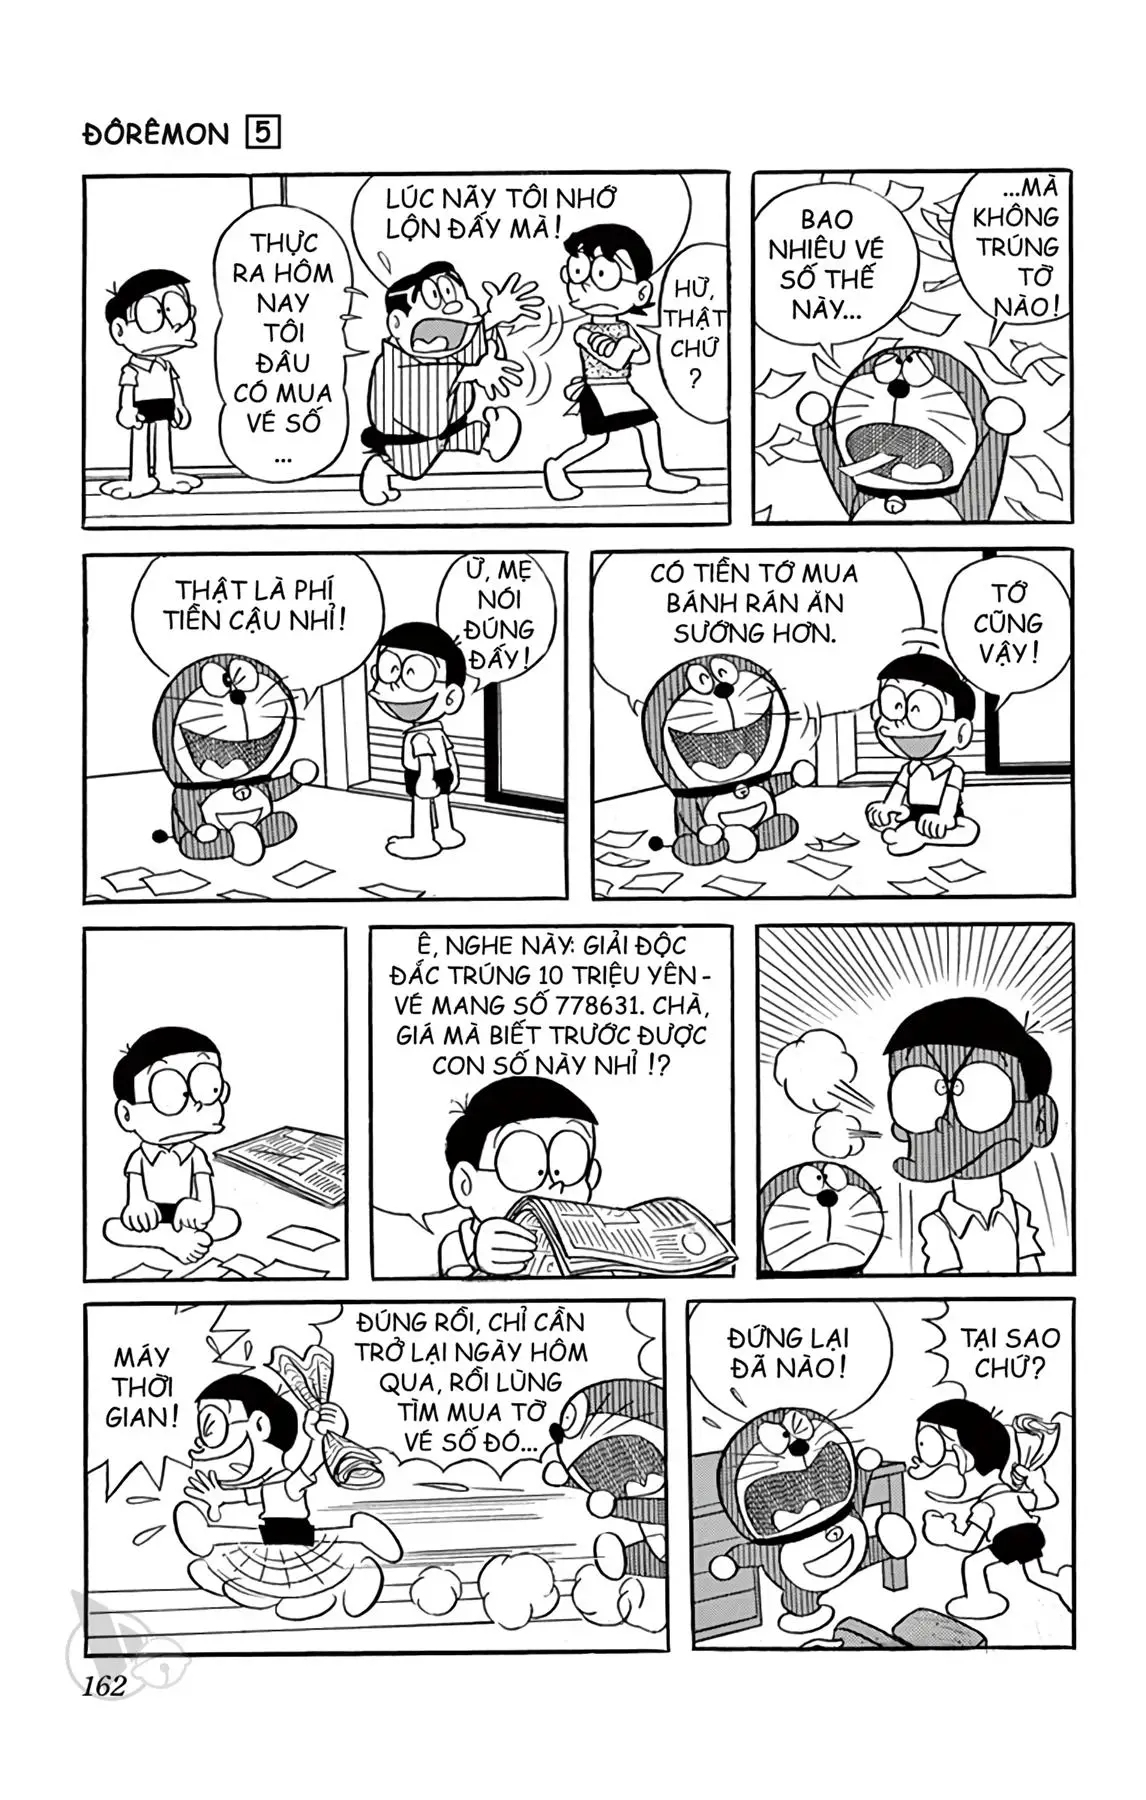 ĐÔRÊMON 5
LÚC NÃY TÔI NHỚ
LỘN ĐẤY MÀ!
THỰC
RA HÔM
NAY
TÔI
ĐÂU
CÓ MUA
VÉ SỐ
...
HỪ,
THẬT
CHỨ
?
BAO
NHIÊU VÉ
SỐ THẾ
NÀY...
...MÀ
KHÔNG
TRÚNG
TỜ
NÀO!
THẬT LÀ PHÍ
TIỀN CẬU NHỈ!
Ừ, MẸ
NÓI
ĐÚNG
ĐẤY!
CÓ TIỀN TỚ MUA
BÁNH RÁN ĂN
SƯỚNG HƠN.
TỚ
CŨNG
VẬY!
Ê, NGHE NÀY: GIẢI ĐỘC
ĐẮC TRÚNG 10 TRIỆU YÊN -
VÉ MANG SỐ 778631. CHÀ,
GIÁ MÀ BIẾT TRƯỚC ĐƯỢC
CON SỐ NÀY NHỈ !?
MÁY
THỜI
GIAN!
ĐÚNG RỒI, CHỈ CẦN
TRỞ LẠI NGÀY HÔM
QUA, RỒI LÙNG
TÌM MUA TỜ
VÉ SỐ ĐÓ...
ĐỨNG LẠI
ĐÃ NÀO!
TẠI SAO
CHỨ?
162